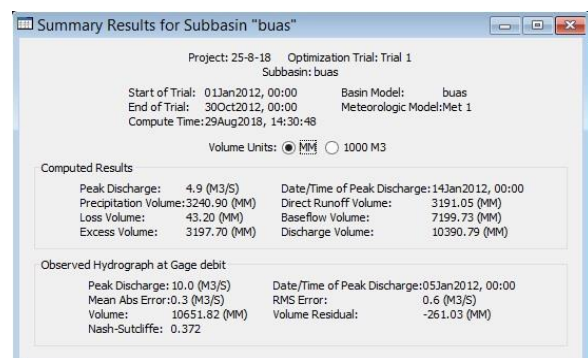 Summary Results for Subbasin "buas"
Project: 25-8-18 Optimization Trial: Trial 1
Subbasin: buas
Start of Trial: 01Jan2012, 00:00 Basin Model: buas
End of Trial: 30Oct2012, 00:00 Meteorologic Model:Met 1
Compute Time:29Aug2018, 14:30:48
Volume Units: MM 1000 M3
Computed Results
Peak Discharge: 4.9 (M3/S) Date/Time of Peak Discharge:14Jan2012, 00:00
Precipitation Volume:3240.90 (MM) Direct Runoff Volume: 3191.05 (MM)
Loss Volume: 43.20 (MM) Baseflow Volume: 7199.73 (MM)
Excess Volume: 3197.70 (MM) Discharge Volume: 10390.79 (MM)
Observed Hydrograph at Gage debit
Peak Discharge:10.0 (M3/S) Date/Time of Peak Discharge:05Jan2012, 00:00
Mean Abs Error:0.3 (M3/S) RMS Error: 0.6 (M3/S)
Volume: 10651.82 (MM) Volume Residual: -261.03 (MM)
Nash-Sutcliffe: 0.372